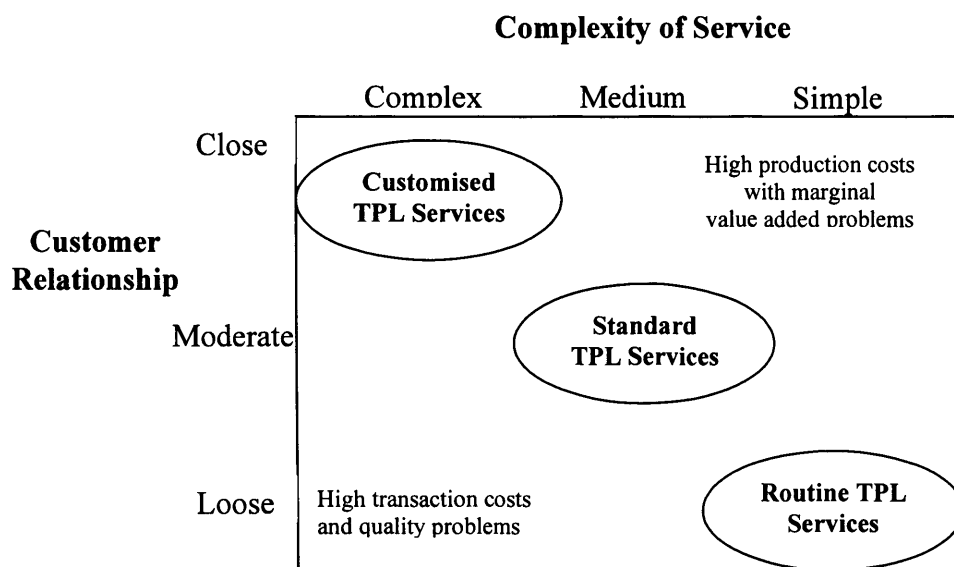 Complexity of Service
Complex Medium Simple
Close
Customised
TPL Services
High production costs
with marginal
value added problems
Customer
Relationship
Moderate
Standard
TPL Services
Loose
High transaction costs
and quality problems
Routine TPL
Services